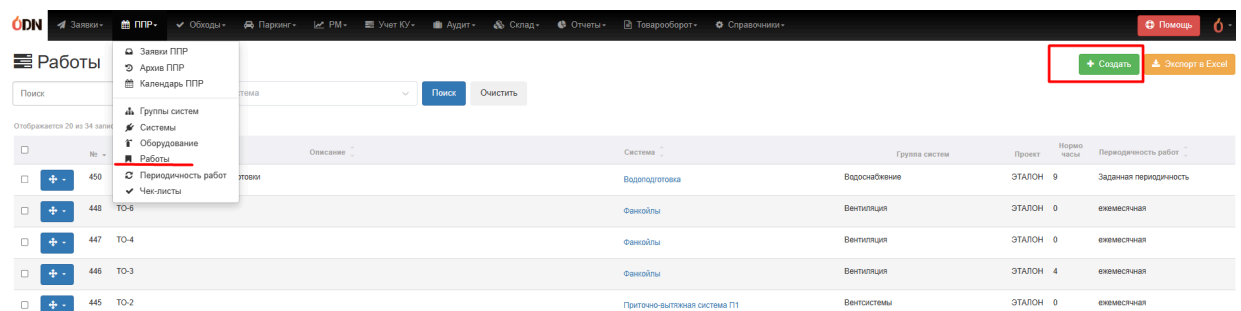 ODN Заявки ППР Обходы Паркинг РМ Учет КУ Аудит Склад Отчеты Товарооборот Справочники Помощь
Заявки ППР
Архив ППР
Календарь ППР
Группы систем
Системы
Оборудование
Работы
Периодичность работ
Чек-листы
Работы Создать Экспорт в Excel
Поиск тема Поиск Очистить
Отображается 20 из 34 запис
№ Описание Система Группа систем Проект Нормо часы Периодичность работ
450 отовки Водоподготовка Водоснабжение ЭТАЛОН 9 Заданная периодичность
448 ТО-6 Фанкойлы Вентиляция ЭТАЛОН 0 ежемесячная
447 ТО-4 Фанкойлы Вентиляция ЭТАЛОН 0 ежемесячная
446 ТО-3 Фанкойлы Вентиляция ЭТАЛОН 4 ежемесячная
445 ТО-2 Приточно-вытяжная система П1 Вентсистемы ЭТАЛОН 0 ежемесячная